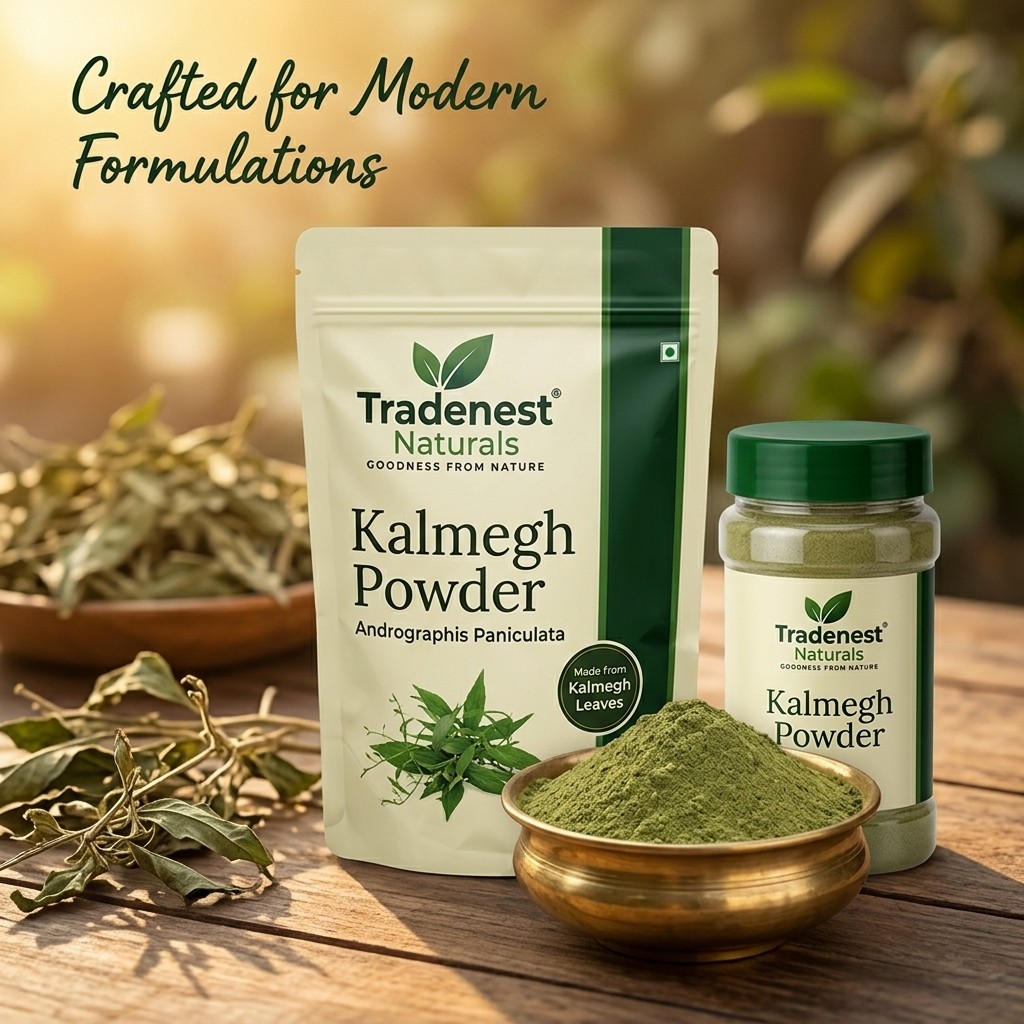 Crafted for Modern
Formulations
Tradenest®
Naturals
GOODNESS FROM NATURE
Kalmegh
Powder
Andrographis Paniculata
Made from
Kalmegh
Leaves
Tradenest®
Naturals
GOODNESS FROM NATURE
Kalmegh
Powder